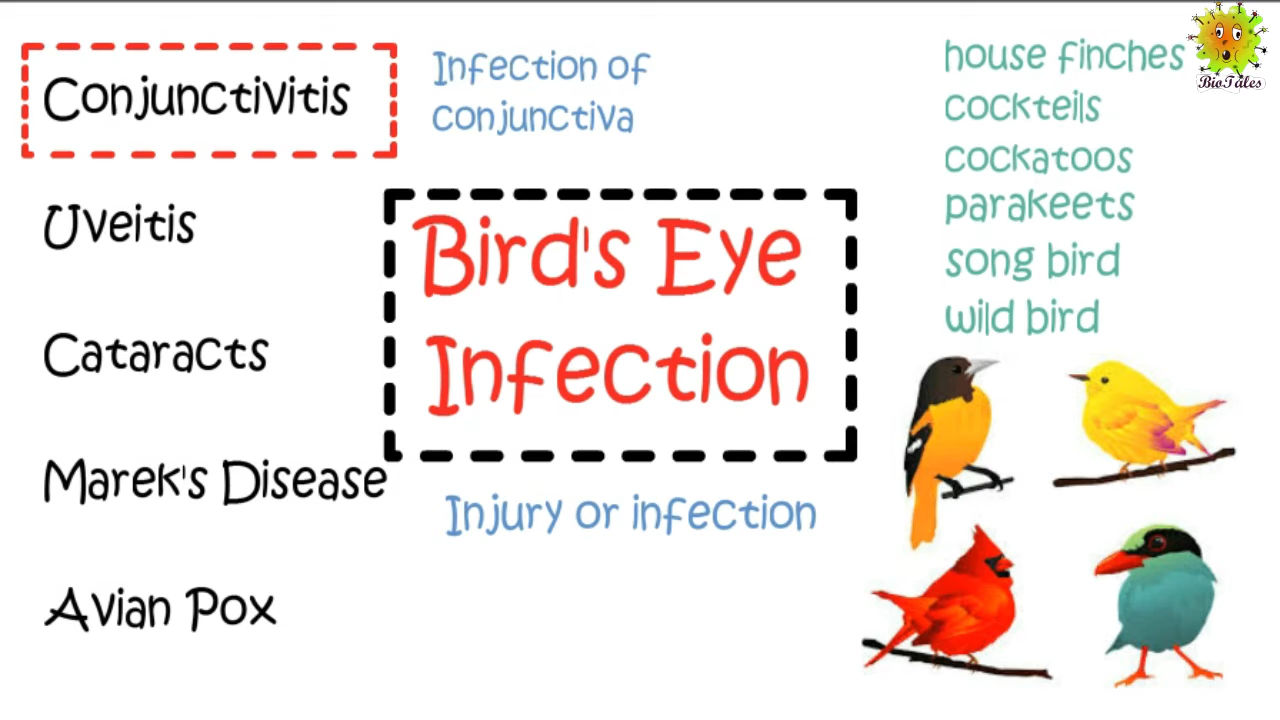 Conjunctivitis
Infection of
conjunctiva
house finches
cockteils
cockatoos
parakeets
song bird
wild bird
BioTales
Uveitis
Cataracts
Marek's Disease
Avian Pox
Bird's Eye
Infection
Injury or infection